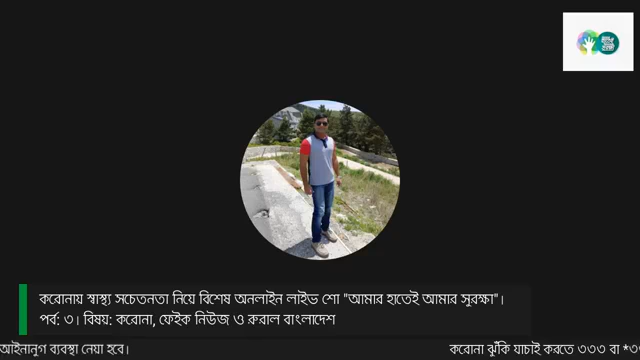 করোনায় স্বাস্থ্য সচেতনতা নিয়ে বিশেষ অনলাইন লাইভ শো "আমার হাতেই আমার সুরক্ষা"।
পর্ব: ৩। বিষয়: করোনা, ফেইক নিউজ ও রুরাল বাংলাদেশ
আইনানুগ ব্যবস্থা নেয়া হবে। করোনা ঝুঁকি যাচাই করতে ৩৩৩ বা *৩